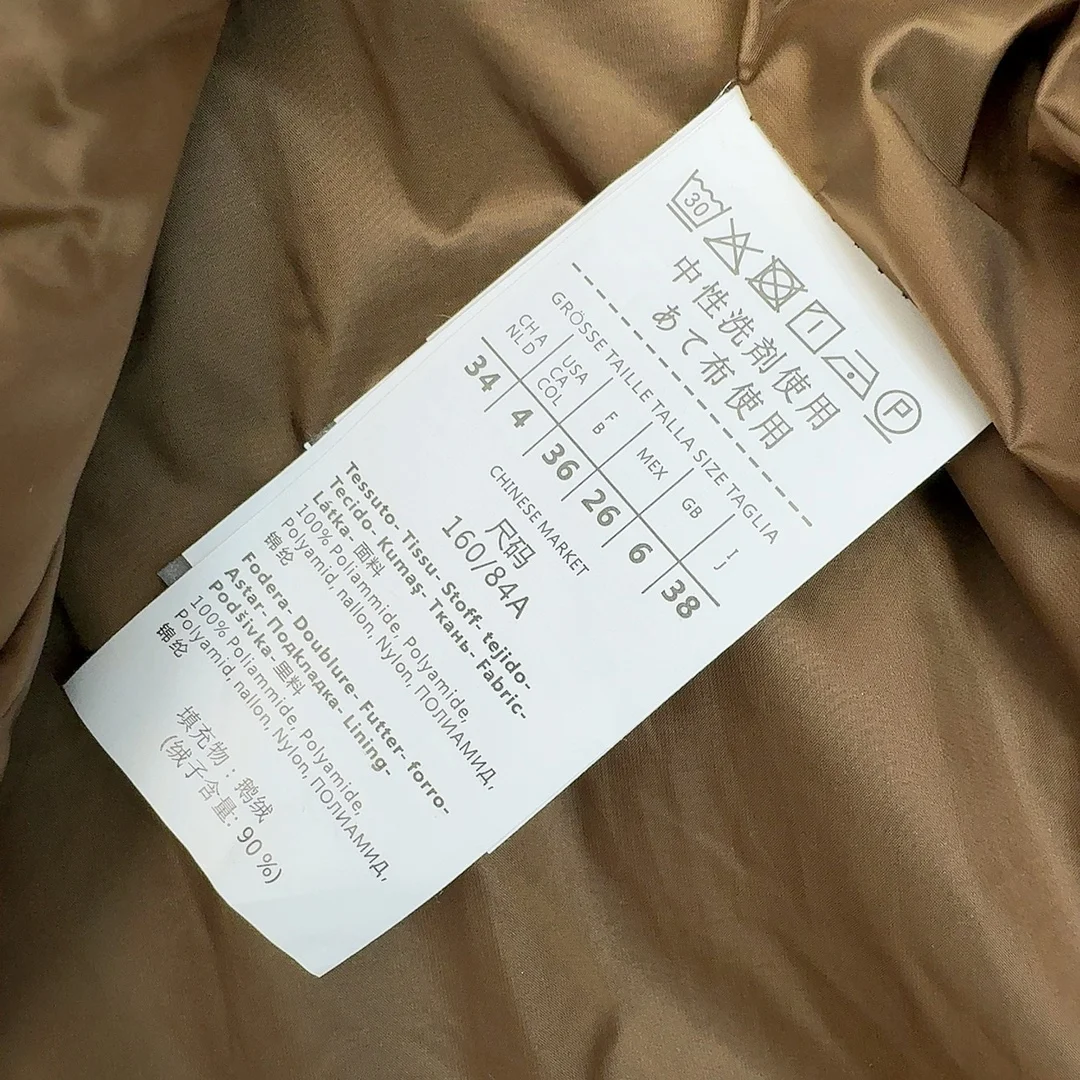 30
P
中性洗剤使用
あて布使用
GRÖSSE TAILLE TALLA SIZE TAGLIA
CH A NLD
USA CA COL
F B
MEX
GB
I J
34 4 36 26 6 38
CHINESE MARKET
尺码
160/84A
Tessuto- Tissu- Stoff- tejido-
Tecido- Kumaş- Ткань- Fabric-
Látka- 面料
100% Poliammide, Polyamide,
Polyamid, nallon, Nylon, ПОЛИАМИД,
锦纶
Fodera- Doublure- Futter- forro-
Astar- Подкладка- Lining-
Podšivka- 里料
100% Poliammide, Polyamide,
Polyamid, nallon, Nylon, ПОЛИАМИД,
锦纶
填充物：鹅绒
(绒子含量: 90%)